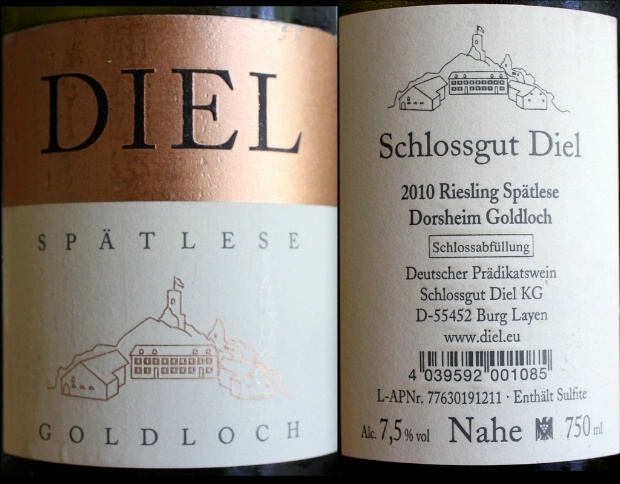 DIEL
SPÄTLESE
GOLDLOCH
Schlossgut Diel
2010 Riesling Spätlese
Dorsheim Goldloch
Schlossabfüllung
Deutscher Prädikatswein
Schlossgut Diel KG
D-55452 Burg Layen
www.diel.eu
4 039592 001085
L-APNr. 77630191211 · Enthält Sulfite
Alc. 7,5 % vol Nahe 750 ml